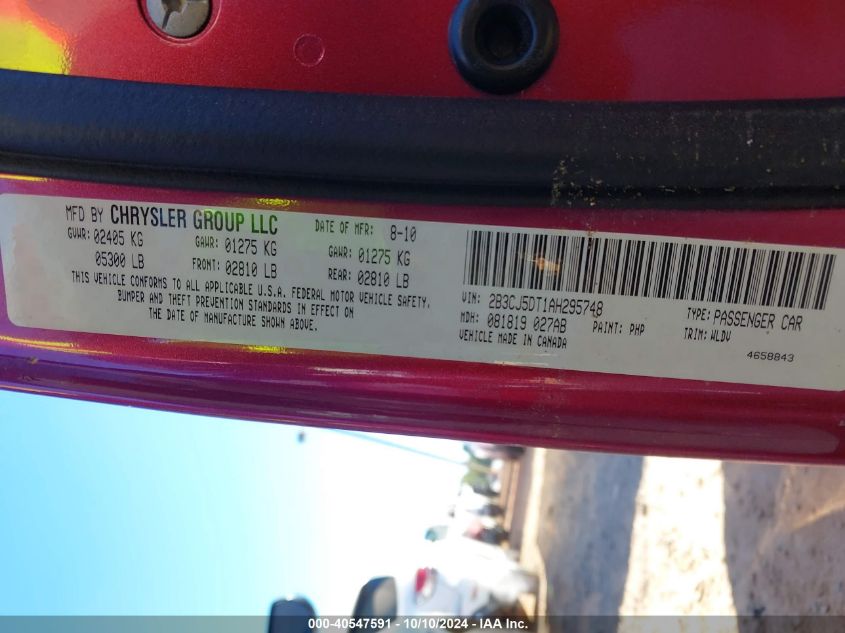 MFD BY CHRYSLER GROUP LLC DATE OF MFR: 8-10
GVWR: 02405 KG GAWR: 01275 KG GAWR: 01275 KG
05300 LB FRONT: 02810 LB REAR: 02810 LB
THIS VEHICLE CONFORMS TO ALL APPLICABLE U.S.A. FEDERAL MOTOR VEHICLE SAFETY,
BUMPER AND THEFT PREVENTION STANDARDS IN EFFECT ON
THE DATE OF MANUFACTURE SHOWN ABOVE.
VIN: 2B3CJ5DT1AH295748 TYPE: PASSENGER CAR
MDH: 081819 027AB PAINT: PHP TRIM: WLDV
VEHICLE MADE IN CANADA
4658843
000-40547591 - 10/10/2024 - IAA Inc.